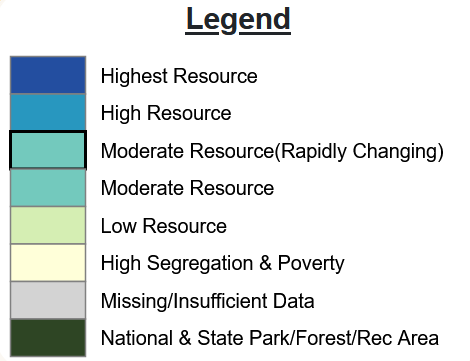 Legend
Highest Resource
High Resource
Moderate Resource(Rapidly Changing)
Moderate Resource
Low Resource
High Segregation & Poverty
Missing/Insufficient Data
National & State Park/Forest/Rec Area